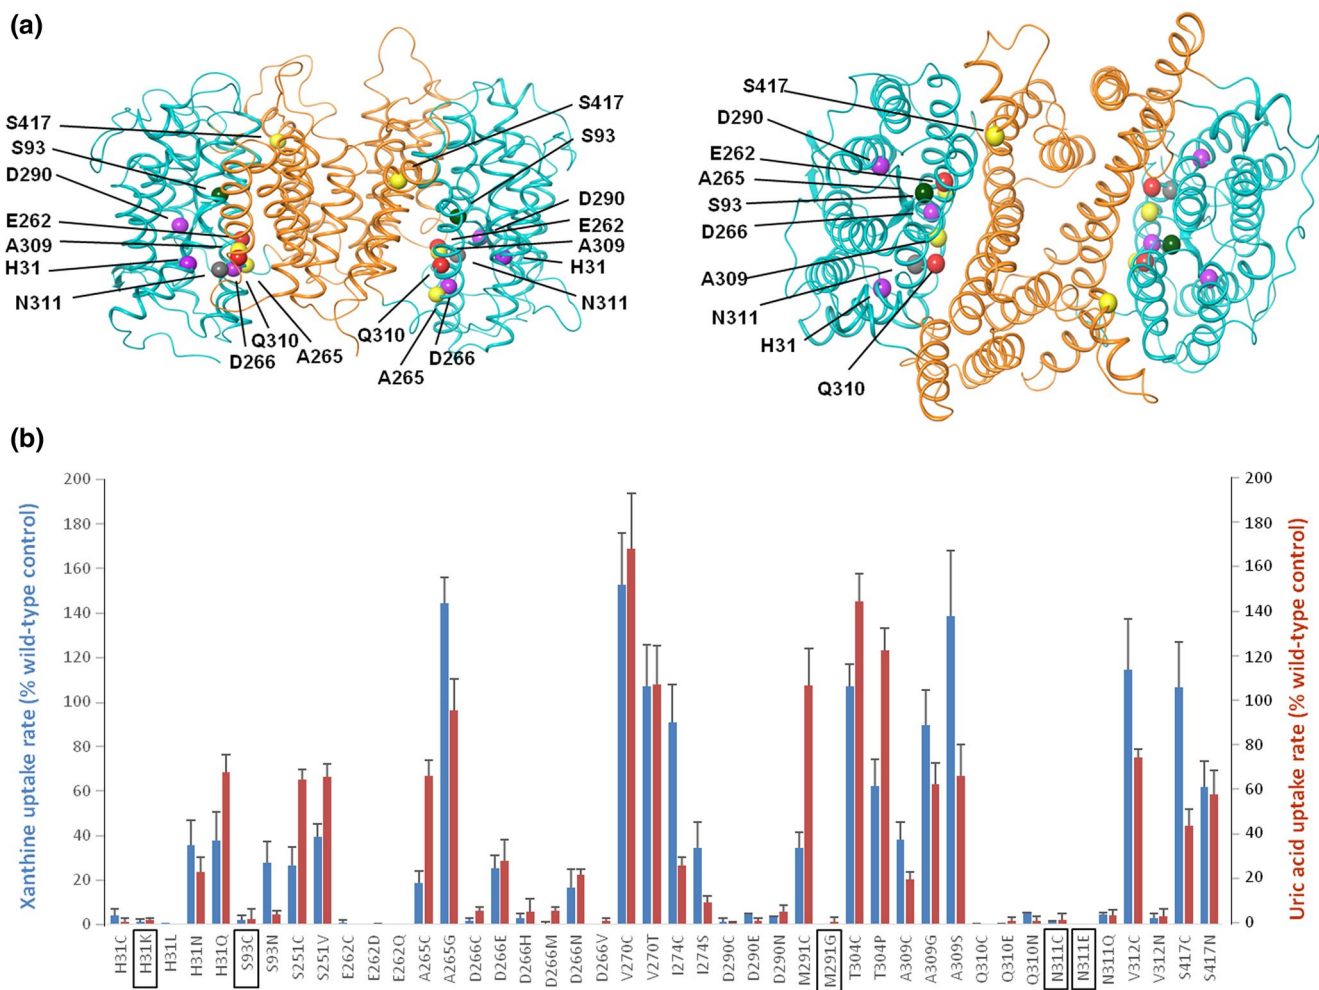 (a)
S417
S93
D290
E262
A309
H31
N311
D266
Q310
A265
S417
S93
D290
E262
A309
H31
N311
Q310
D266
A265
S417
D290
E262
A265
S93
D266
A309
N311
H31
Q310
(b)
Xanthine uptake rate (% wild-type control)
200
180
160
140
120
100
80
60
40
20
0
200
180
160
140
120
100
80
60
40
20
0
Uric acid uptake rate (% wild-type control)
H31C
H31K
H31L
H31N
H31Q
S93C
S93N
S251C
S251V
E262C
E262D
E262Q
A265C
A265G
D266C
D266E
D266H
D266M
D266N
D266V
V270C
V270T
I274C
I274S
D290C
D290E
D290N
M291C
M291G
T304C
T304P
A309C
A309G
A309S
Q310C
Q310E
Q310N
N311C
N311E
N311Q
V312C
V312N
S417C
S417N